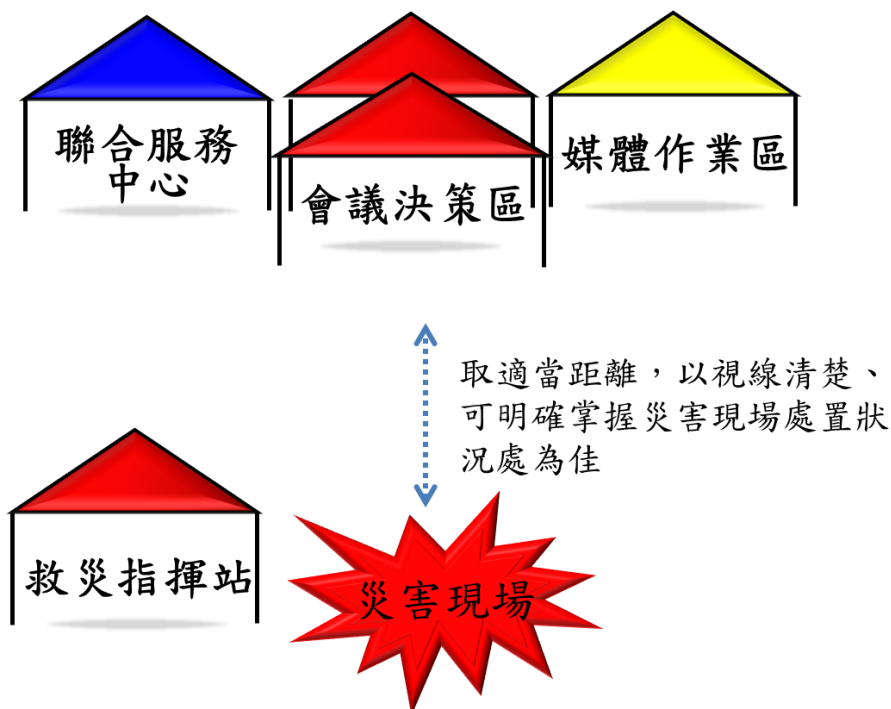 聯合服務
中心
會議決策區
媒體作業區
取適當距離，以視線清楚、
可明確掌握災害現場處置狀
況處為佳
救災指揮站
災害現場